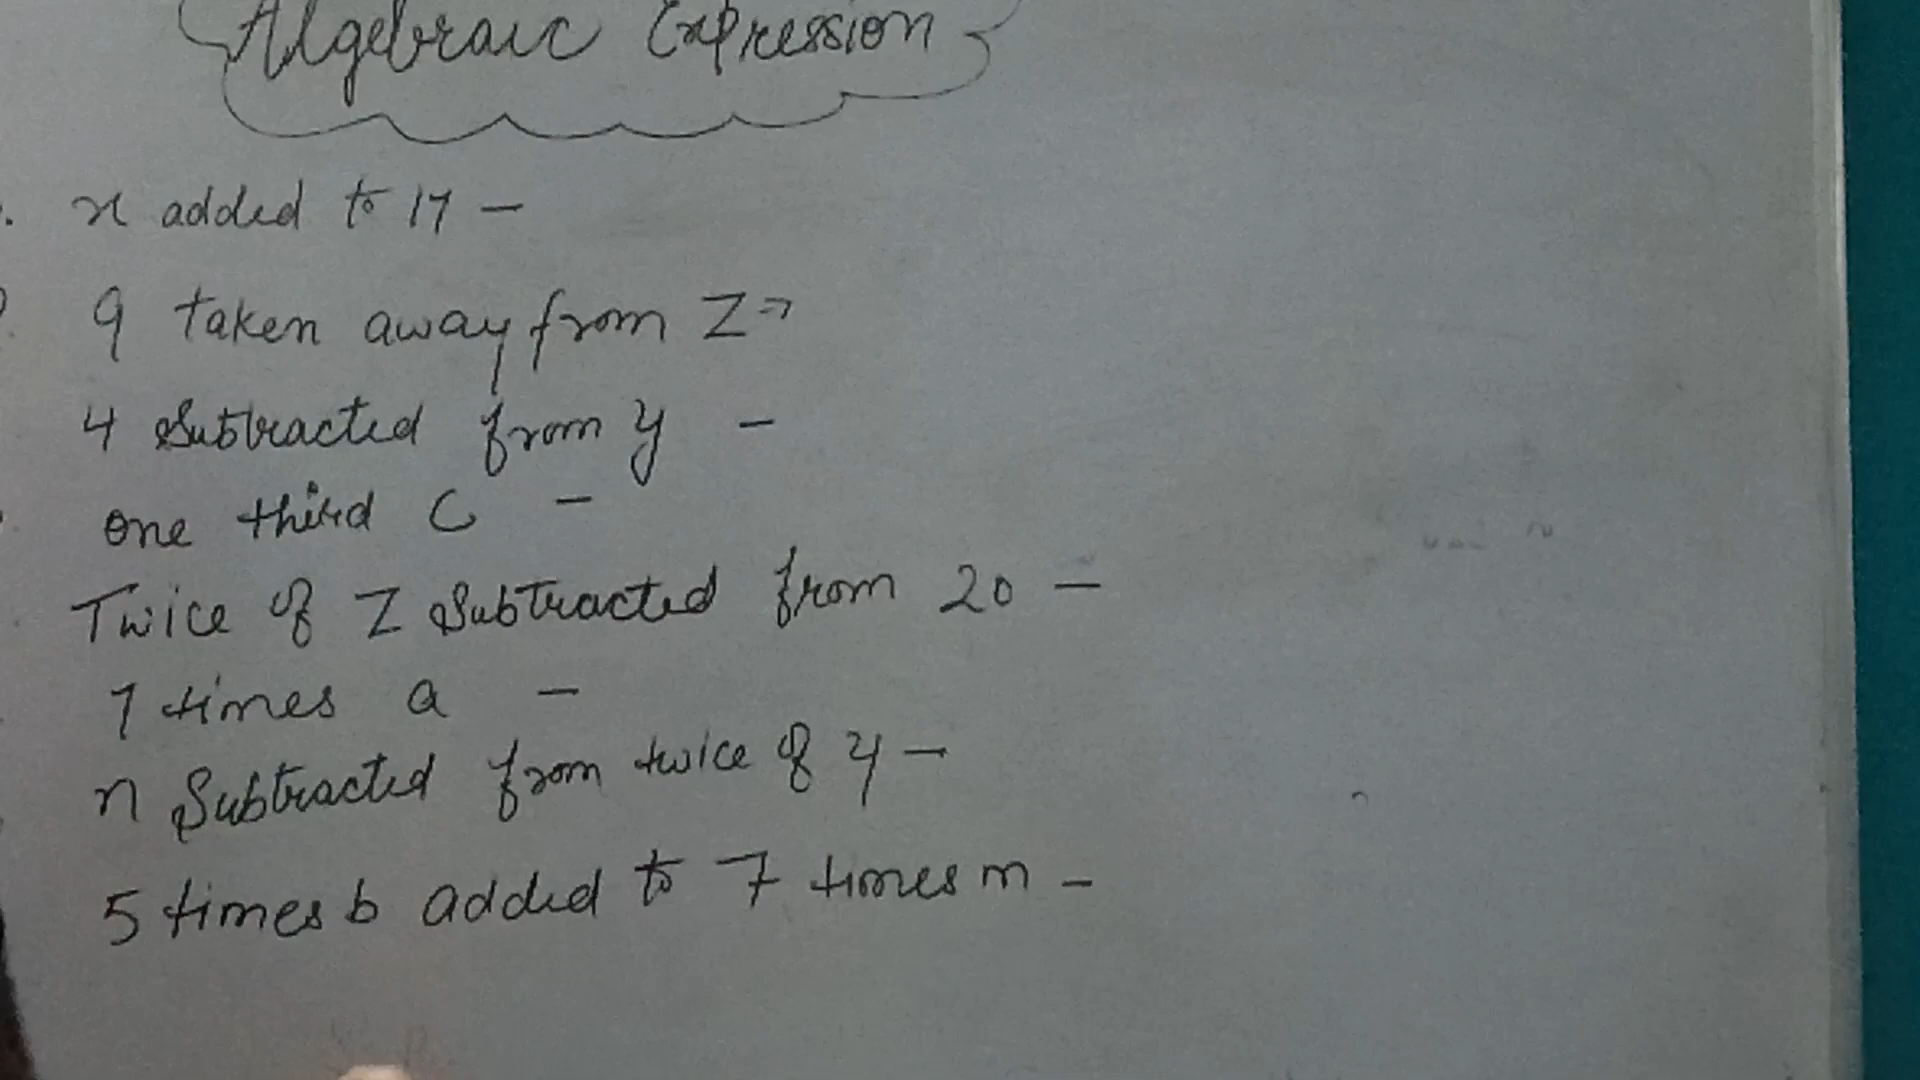 Algebraic Expression
x added to 17 -
9 taken away from Z -
4 Subtracted from y -
one third C -
Twice of Z Subtracted from 20 -
7 times a -
n Subtracted from twice of y -
5 times b added to 7 times m -